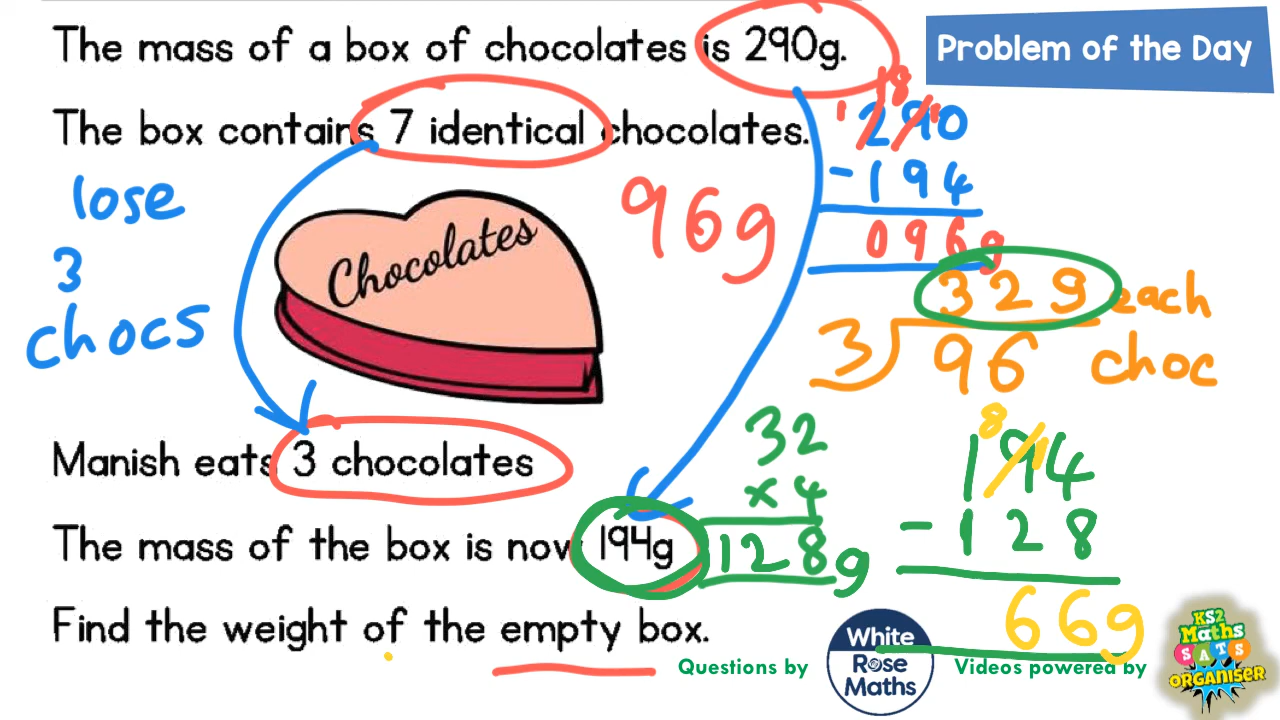 The mass of a box of chocolates is 290g.
Problem of the Day
The box contains 7 identical chocolates.
lose
3
chocs
Chocolates
96g
290
-194
096g
32g each
3 96 choc
Manish eats 3 chocolates
32
x4
128g
194
-128
66g
The mass of the box is now 194g
Find the weight of the empty box.
Questions by
White
Rose
Maths
Videos powered by
KS2
Maths
SATS
ORGANISER